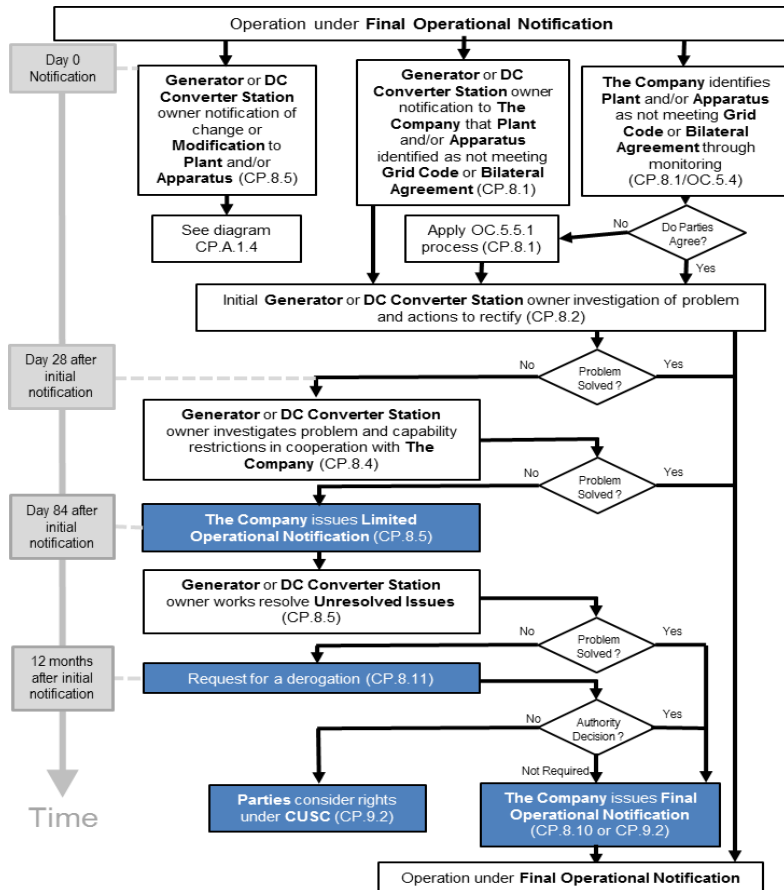 Operation under Final Operational Notification
Day 0
Notification
Generator or DC
Converter Station
owner notification of
change or
Modification to
Plant and/or
Apparatus (CP.8.5)
Generator or DC
Converter Station owner
notification to The
Company that Plant
and/or Apparatus
identified as not meeting
Grid Code or Bilateral
Agreement (CP.8.1)
The Company identifies
Plant and/or Apparatus
as not meeting Grid
Code or Bilateral
Agreement through
monitoring
(CP.8.1/OC.5.4)
See diagram
CP.A.1.4
Apply OC.5.5.1
process (CP.8.1)
No
Do Parties
Agree?
Yes
Initial Generator or DC Converter Station owner investigation of problem
and actions to rectify (CP.8.2)
Day 28 after
initial
notification
No
Problem
Solved ?
Yes
Generator or DC Converter Station
owner investigates problem and capability
restrictions in cooperation with The
Company (CP.8.4)
No
Problem
Solved ?
Yes
Day 84 after
initial
notification
The Company issues Limited
Operational Notification (CP.8.5)
Generator or DC Converter Station
owner works resolve Unresolved Issues
(CP.8.5)
No
Problem
Solved ?
Yes
12 months
after initial
notification
Request for a derogation (CP.8.11)
No
Authority
Decision ?
Yes
Not Required
Parties consider rights
under CUSC (CP.9.2)
The Company issues Final
Operational Notification
(CP.8.10 or CP.9.2)
Time
Operation under Final Operational Notification